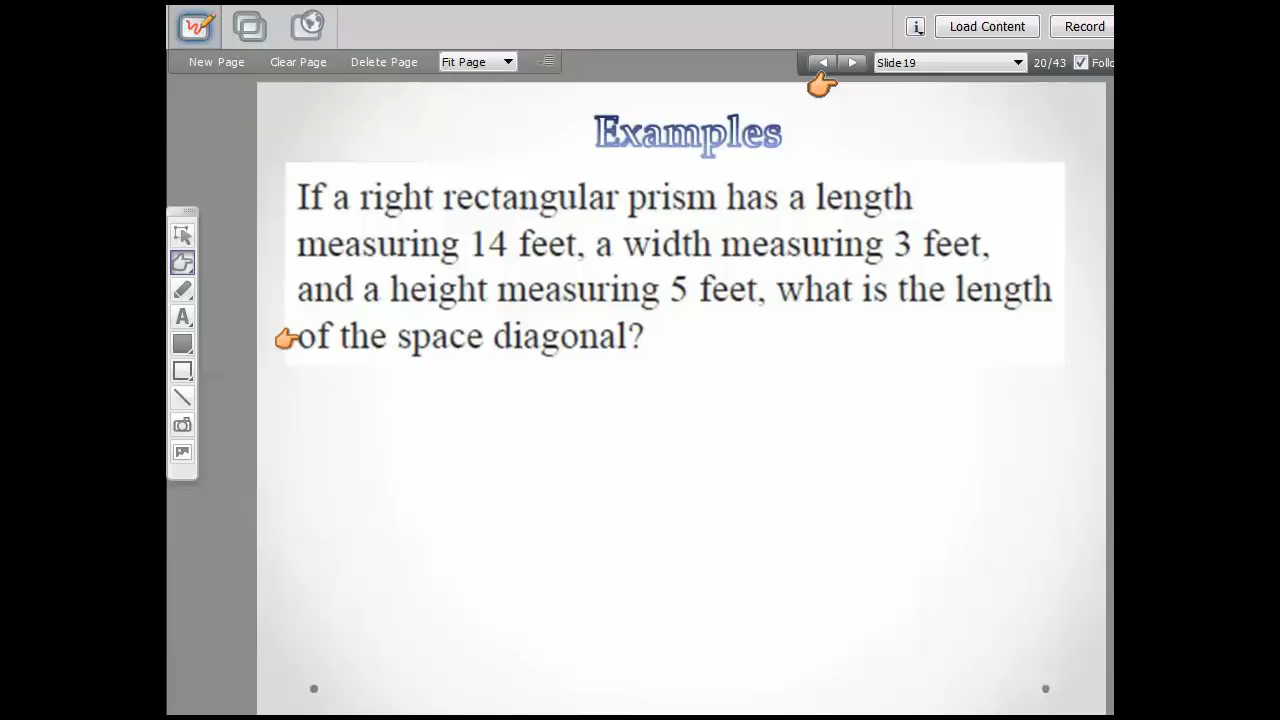 Load Content
Record
New Page
Clear Page
Delete Page
Fit Page
Slide 19
20/43
Follo
Examples
If a right rectangular prism has a length
measuring 14 feet, a width measuring 3 feet,
and a height measuring 5 feet, what is the length
of the space diagonal?